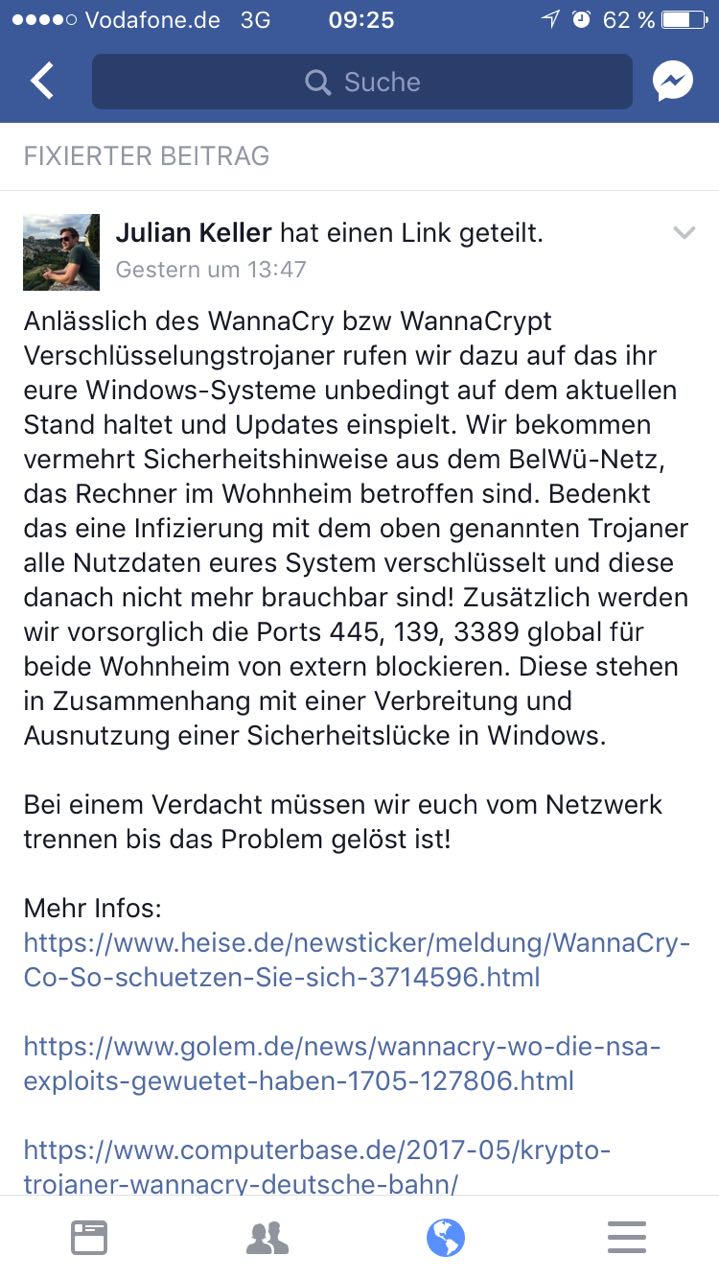 Vodafone.de 3G 09:25 62 %
Suche
FIXIERTER BEITRAG
Julian Keller hat einen Link geteilt.
Gestern um 13:47
Anlässlich des WannaCry bzw WannaCrypt
Verschlüsselungstrojaner rufen wir dazu auf das ihr
eure Windows-Systeme unbedingt auf dem aktuellen
Stand haltet und Updates einspielt. Wir bekommen
vermehrt Sicherheitshinweise aus dem BelWü-Netz,
das Rechner im Wohnheim betroffen sind. Bedenkt
das eine Infizierung mit dem oben genannten Trojaner
alle Nutzdaten eures System verschlüsselt und diese
danach nicht mehr brauchbar sind! Zusätzlich werden
wir vorsorglich die Ports 445, 139, 3389 global für
beide Wohnheim von extern blockieren. Diese stehen
in Zusammenhang mit einer Verbreitung und
Ausnutzung einer Sicherheitslücke in Windows.
Bei einem Verdacht müssen wir euch vom Netzwerk
trennen bis das Problem gelöst ist!
Mehr Infos:
https://www.heise.de/newsticker/meldung/WannaCry-
Co-So-schuetzen-Sie-sich-3714596.html
https://www.golem.de/news/wannacry-wo-die-nsa-
exploits-gewuetet-haben-1705-127806.html
https://www.computerbase.de/2017-05/krypto-
trojaner-wannacry-deutsche-bahn/